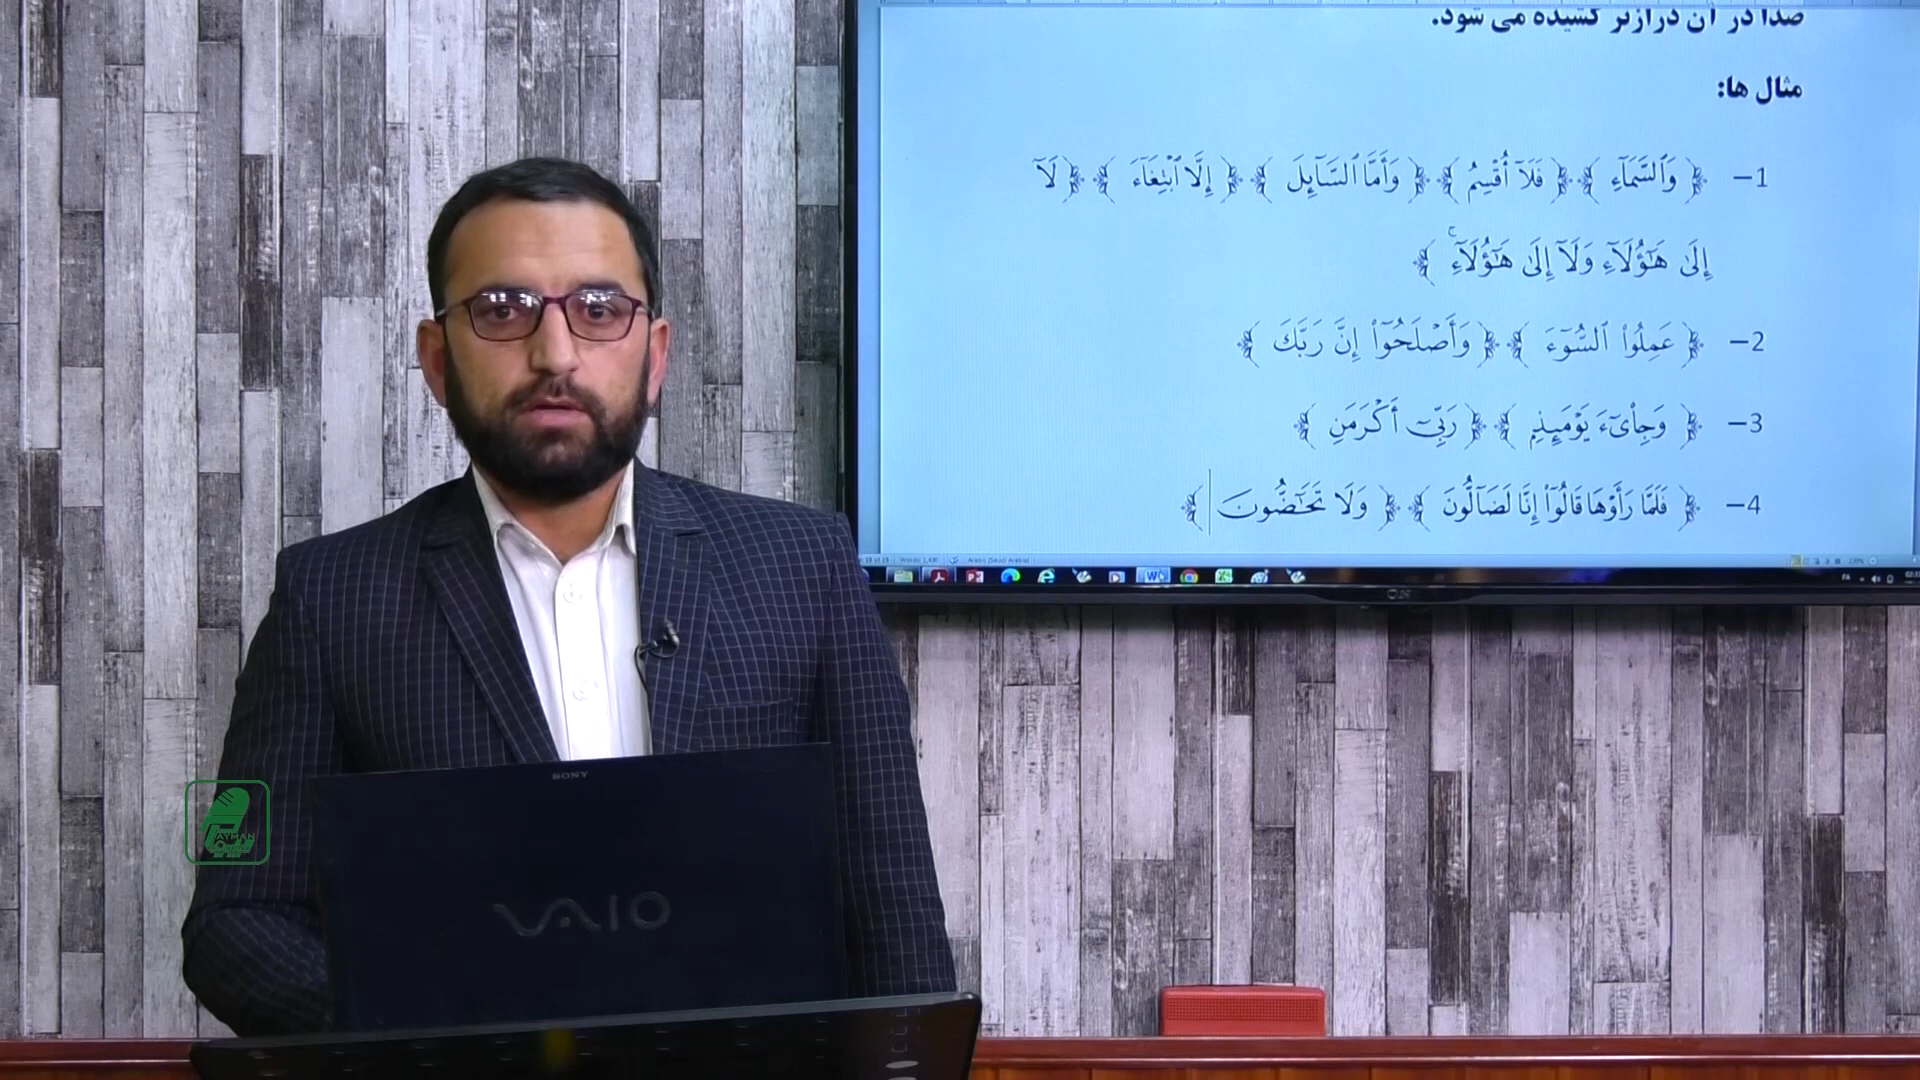 صدا در آن درازتر کشیده می شود.
مثال ها:
1– ﴿ وَٱلسَّمَآءِ ﴾ ﴿ فَلَآ أُقۡسِمُ ﴾ ﴿ وَأَمَّا ٱلسَّآئِلَ ﴾ ﴿ إِلَّا ٱبۡتِغَآءَ ﴾ ﴿ لَآ
إِلَىٰ هَٰٓؤُلَآءِ وَلَآ إِلَىٰ هَٰٓؤُلَآءِۚ ﴾
2– ﴿ عَمِلُواْ ٱلسُّوٓءَ ﴾ ﴿ وَأَصۡلَحُوٓاْ إِنَّ رَبَّكَ ﴾
3– ﴿ وَجِاْيٓءَ يَوۡمَئِذِۭ ﴾ ﴿ رَبِّيٓ أَكۡرَمَنِ ﴾
4– ﴿ فَلَمَّا رَأَوۡهَا قَالُوٓاْ إِنَّا لَضَآلُّونَ ﴾ ﴿ وَلَا تَحَٰٓضُّونَ ﴾
SONY
VAIO
AYMAN